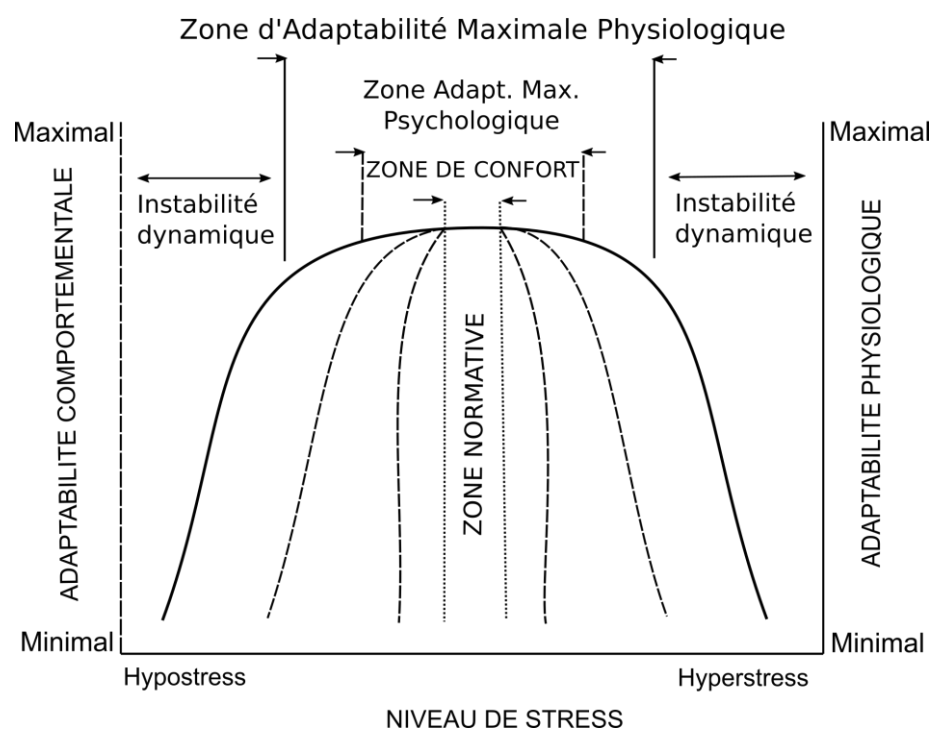 Zone d'Adaptabilité Maximale Physiologique
Zone Adapt. Max.
Psychologique
Maximal
Maximal
ZONE DE CONFORT
Instabilité
dynamique
Instabilité
dynamique
ADAPTABILITE COMPORTEMENTALE
ZONE NORMATIVE
ADAPTABILITE PHYSIOLOGIQUE
Minimal
Minimal
Hypostress
Hyperstress
NIVEAU DE STRESS